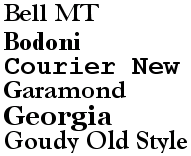 Bell MT
Bodoni
Courier New
Garamond
Georgia
Goudy Old Style